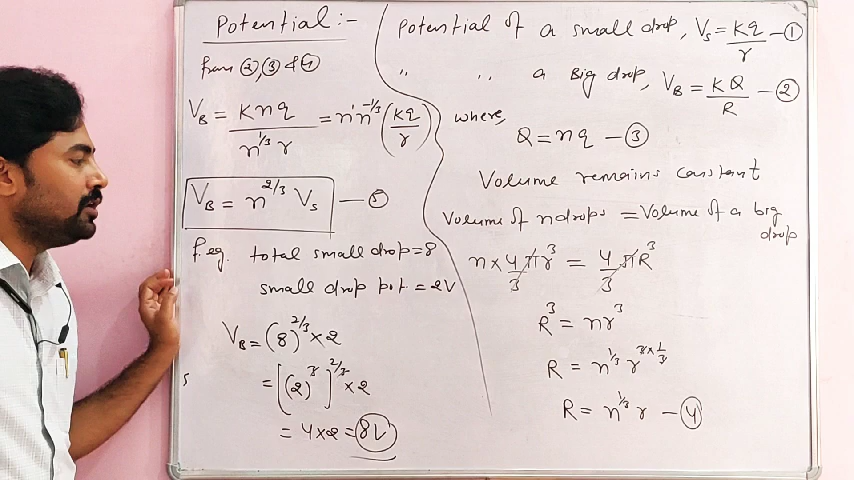 Potential :-
from ②,③ & ④
V_B = Knq / n^{1/3} r = n^1 n^{-1/3} (Kq / r)
V_B = n^{2/3} V_s — ⑤
f.eg. total small drop = 8
small drop pot. = 2V
V_B = (8)^{2/3} × 2
= [(2)^3]^{2/3} × 2
= 4 × 2 = 8V
potential of a small drop, V_s = Kq / r — ①
" " a Big drop, V_B = KQ / R — ②
where,
Q = nq — ③
Volume remains constant
Volume of n drops = Volume of a big drop
n × 4/3 π r^3 = 4/3 π R^3
R^3 = n r^3
R = n^{1/3} r^{3 × 1/3}
R = n^{1/3} r — ④